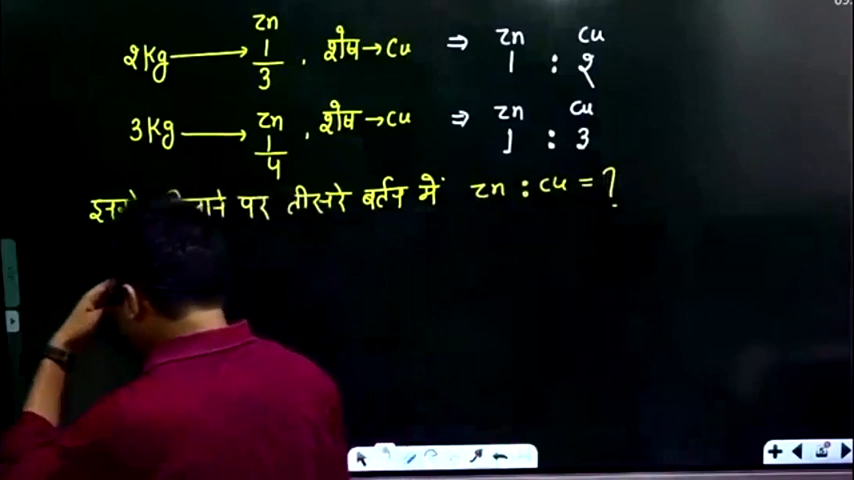 2Kg → Zn 1/3 , शेष → Cu ⇒ Zn : Cu 1 : 2
3Kg → Zn 1/4 , शेष → Cu ⇒ Zn : Cu 1 : 3
पर तीसरे बर्तन में Zn : Cu = ?